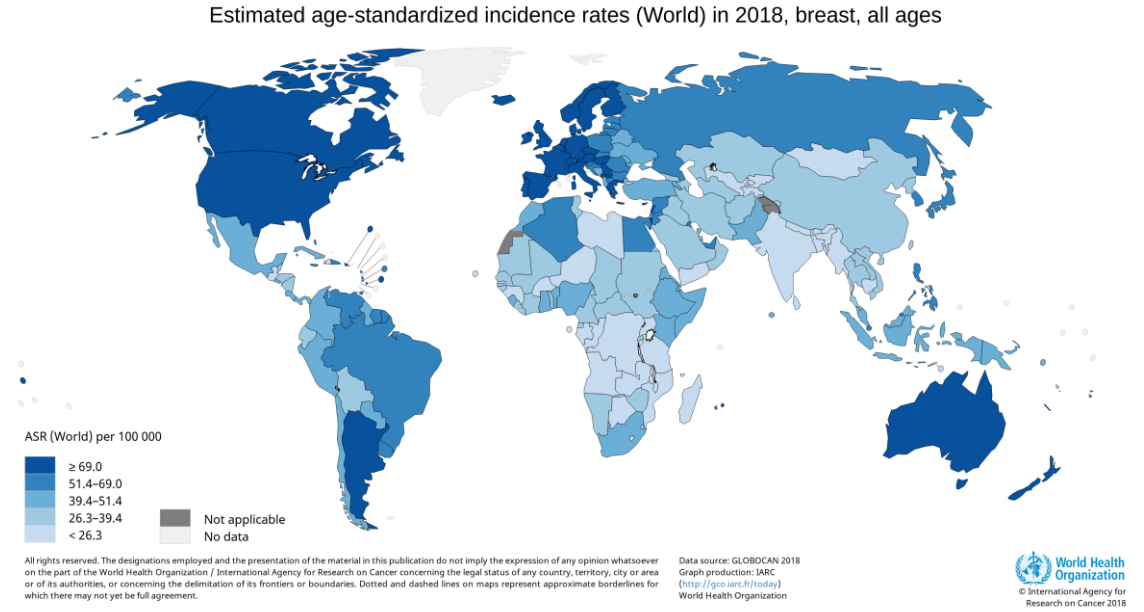 Estimated age-standardized incidence rates (World) in 2018, breast, all ages
ASR (World) per 100 000
≥ 69.0
51.4–69.0
39.4–51.4
26.3–39.4
< 26.3
Not applicable
No data
All rights reserved. The designations employed and the presentation of the material in this publication do not imply the expression of any opinion whatsoever
on the part of the World Health Organization / International Agency for Research on Cancer concerning the legal status of any country, territory, city or area
or of its authorities, or concerning the delimitation of its frontiers or boundaries. Dotted and dashed lines on maps represent approximate borderlines for
which there may not yet be full agreement.
Data source: GLOBOCAN 2018
Graph production: IARC
(http://gco.iarc.fr/today)
World Health Organization
World Health
Organization
© International Agency for
Research on Cancer 2018